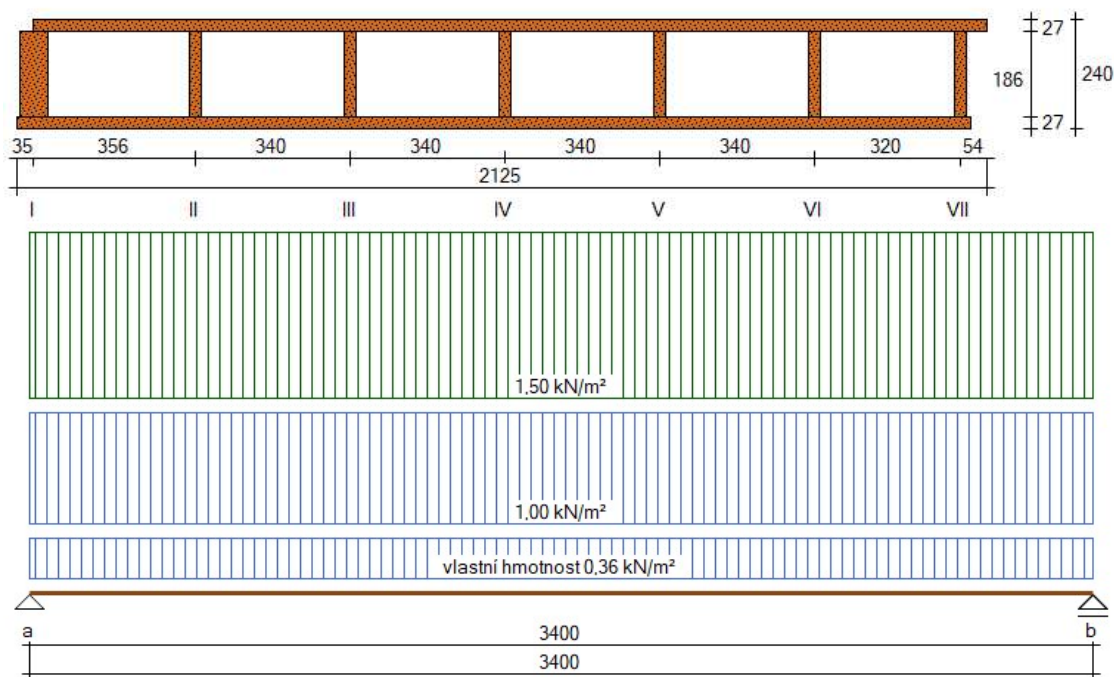 27
186
240
27
35 356 340 340 340 340 320 54
2125
I II III IV V VI VII
1,50 kN/m²
1,00 kN/m²
vlastní hmotnost 0,36 kN/m²
a b
3400
3400